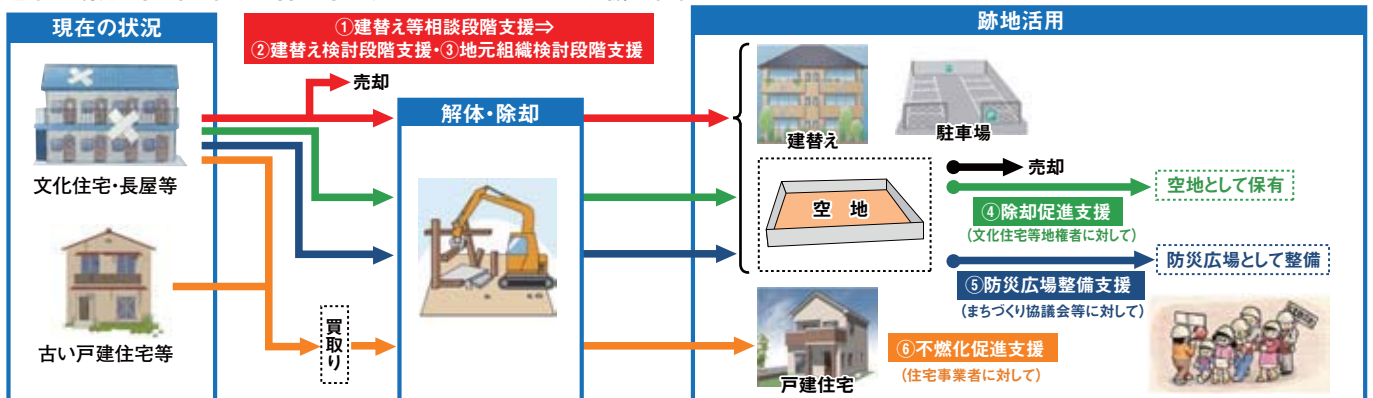 現在の状況
文化住宅・長屋等
古い戸建住宅等
①建替え等相談段階支援⇒
②建替え検討段階支援・③地元組織検討段階支援
売却
買取り
解体・除却
跡地活用
建替え
駐車場
空 地
売却
空地として保有
④除却促進支援
(文化住宅等地権者に対して)
防災広場として整備
⑤防災広場整備支援
(まちづくり協議会等に対して)
戸建住宅
⑥不燃化促進支援
(住宅事業者に対して)